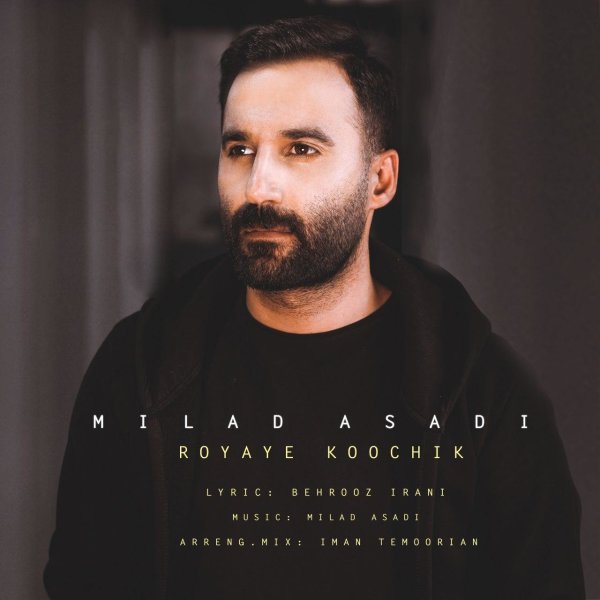 MILAD ASADI
ROYAYE KOOCHIK
LYRIC: BEHROOZ IRANI
MUSIC: MILAD ASADI
ARRENG.MIX: IMAN TEMOORIAN